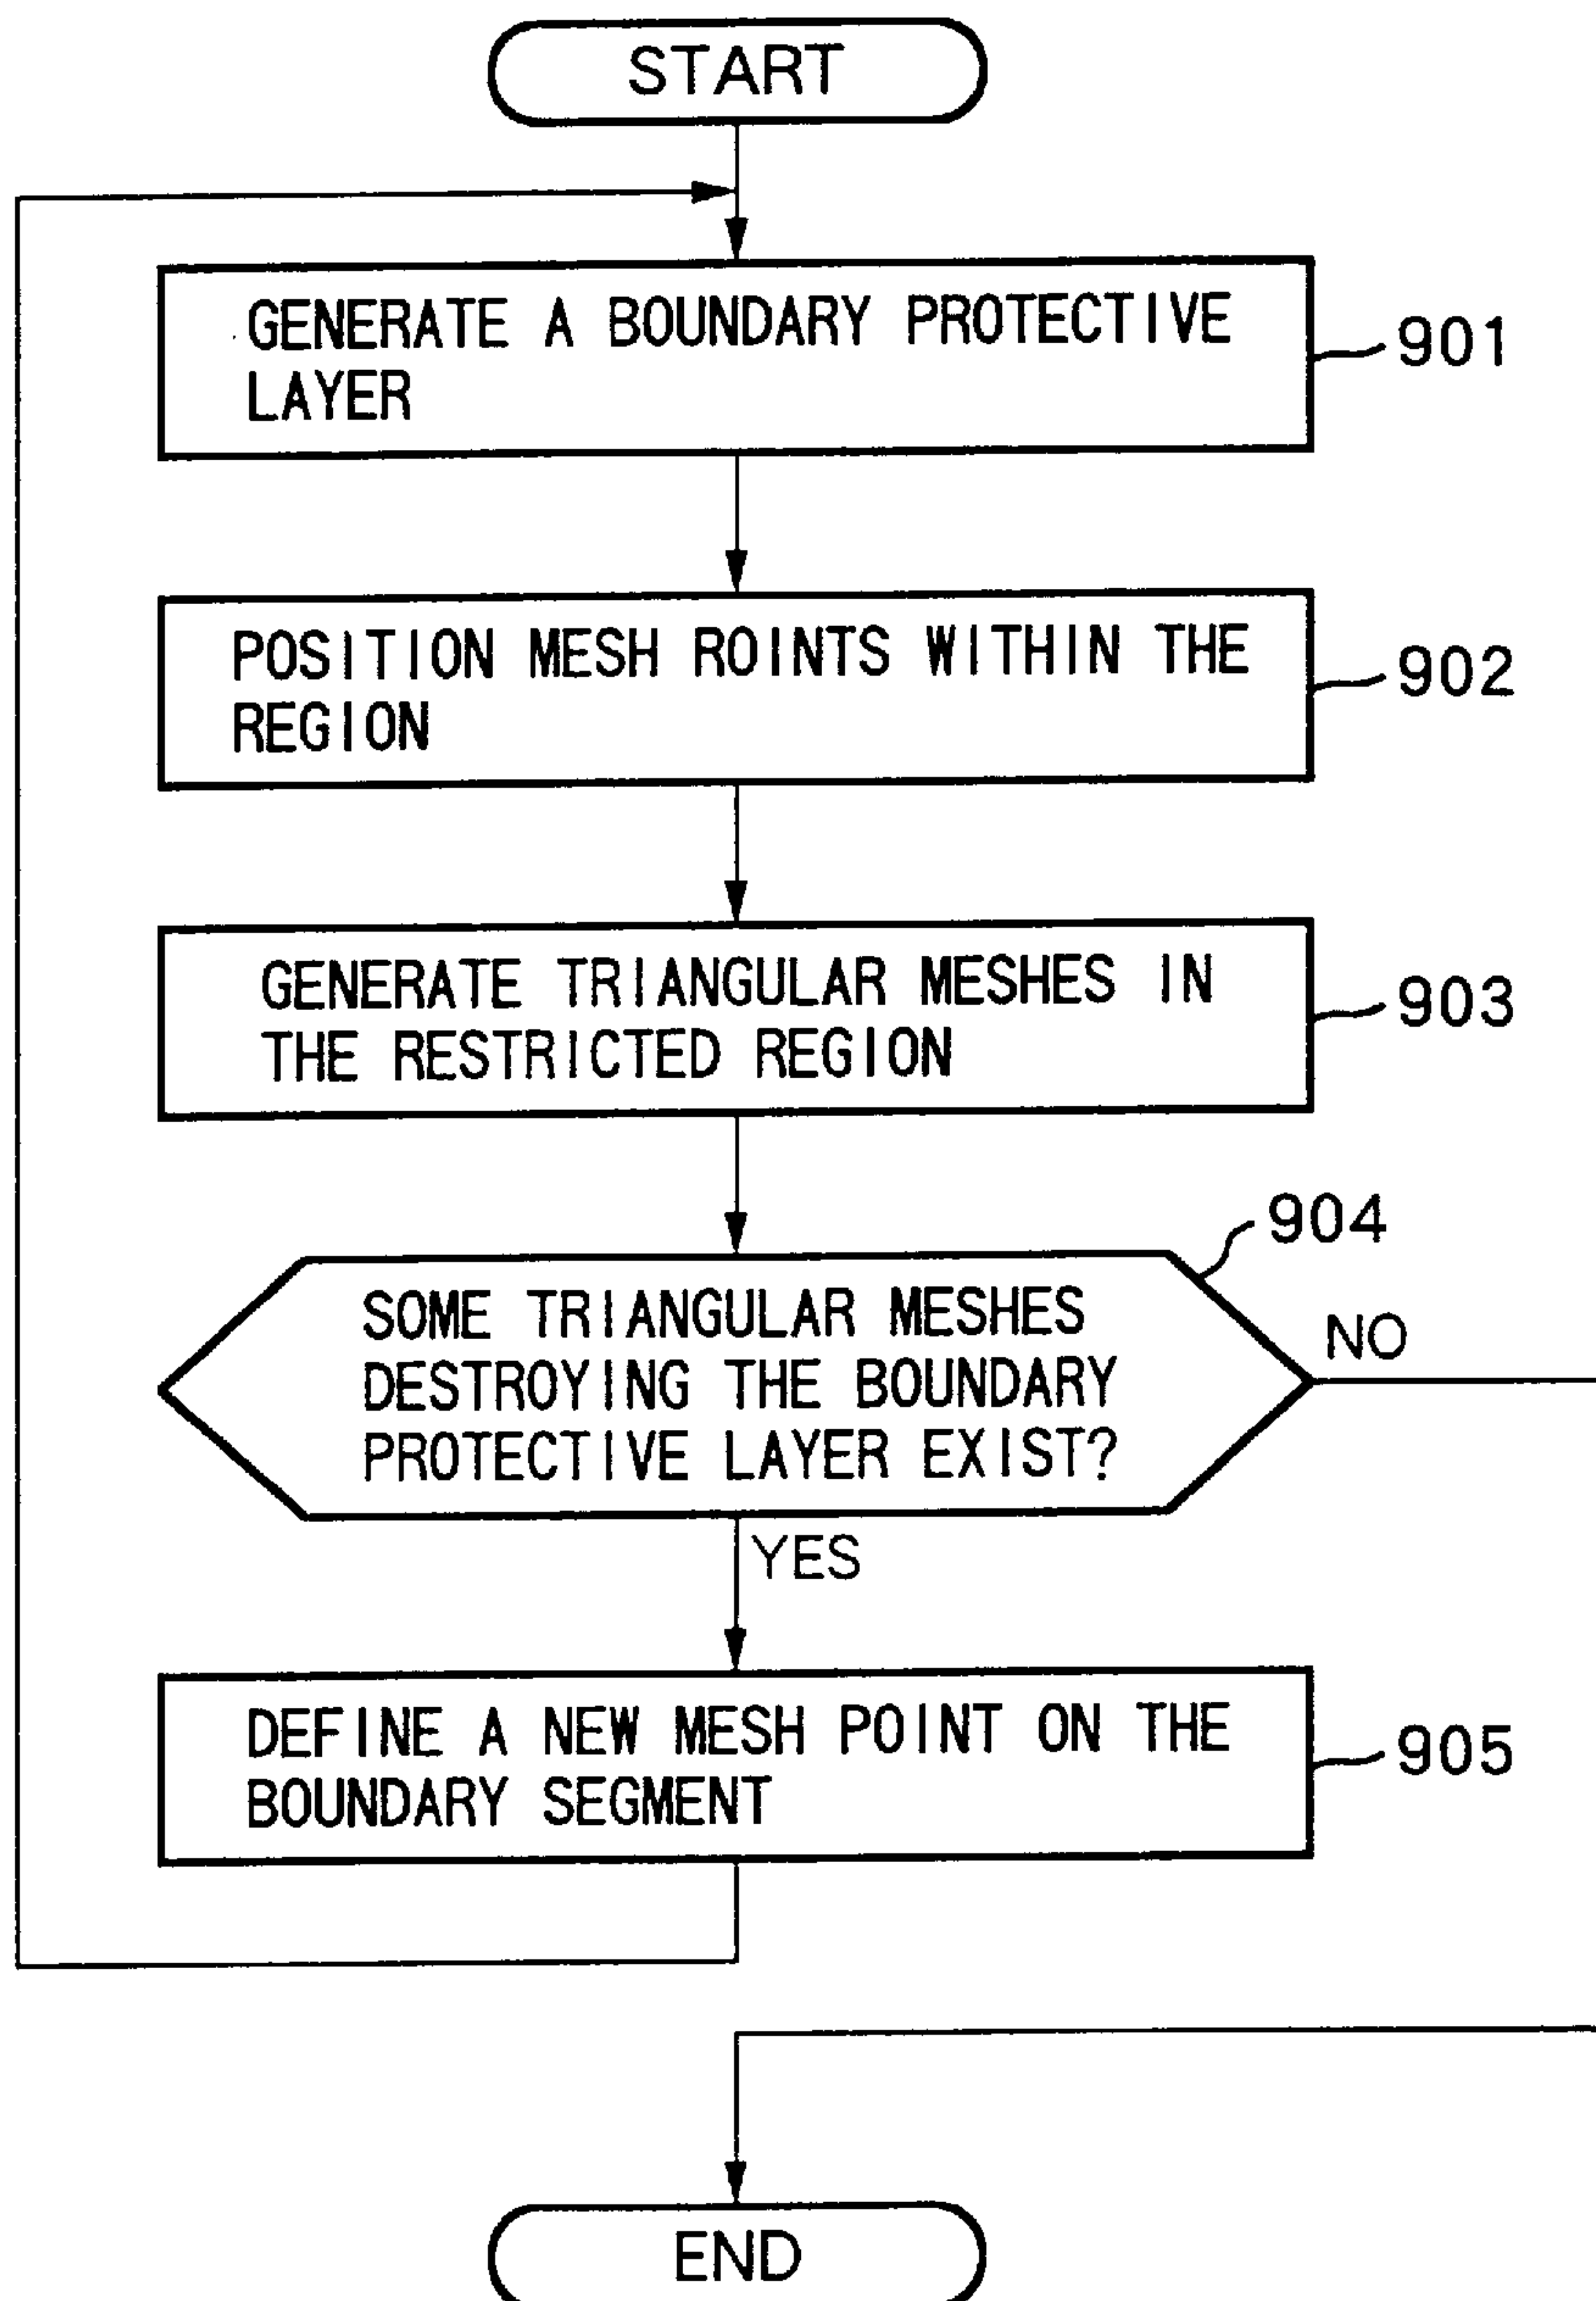 START
GENERATE A BOUNDARY PROTECTIVE
LAYER
901
POSITION MESH ROINTS WITHIN THE
REGION
902
GENERATE TRIANGULAR MESHES IN
THE RESTRICTED REGION
903
904
SOME TRIANGULAR MESHES
DESTROYING THE BOUNDARY
PROTECTIVE LAYER EXIST?
NO
YES
DEFINE A NEW MESH POINT ON THE
BOUNDARY SEGMENT
905
END